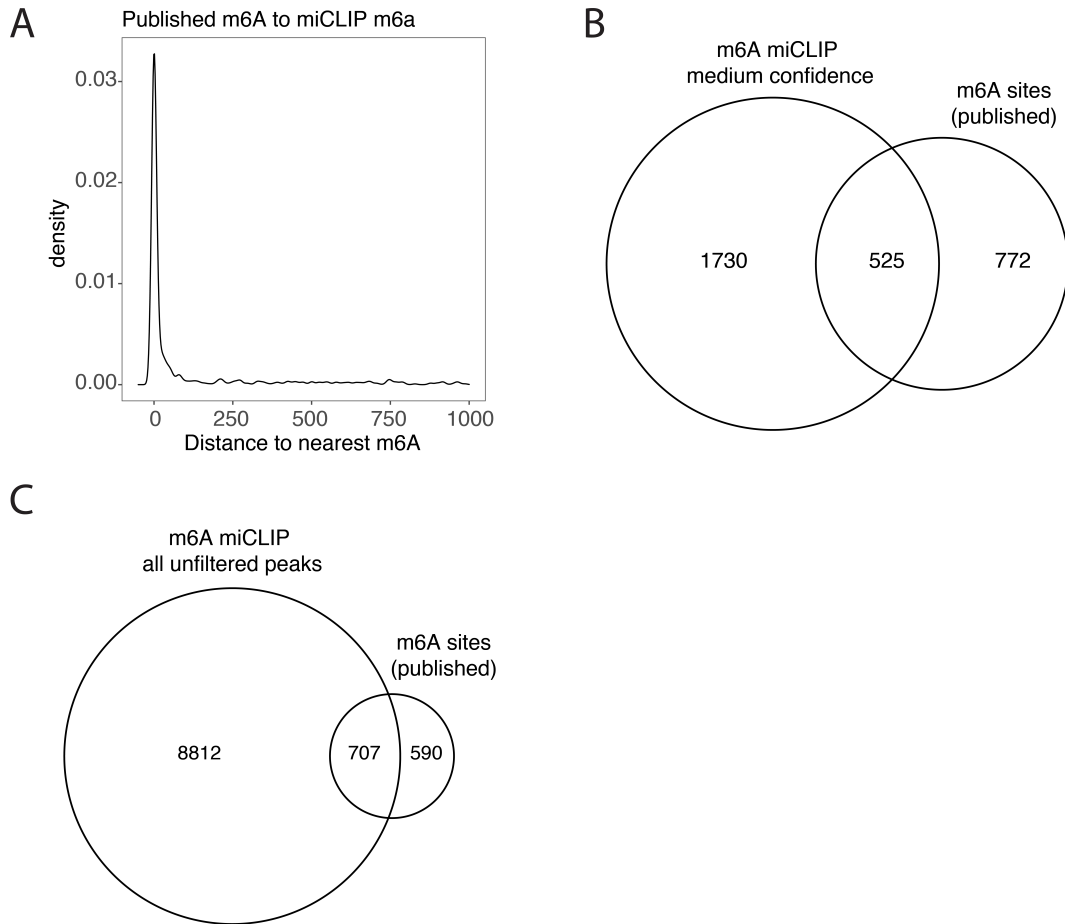 A
Published m6A to miCLIP m6a
density
0.03
0.02
0.01
0.00
0
250
500
750
1000
Distance to nearest m6A
B
m6A miCLIP
medium confidence
m6A sites
(published)
1730
525
772
C
m6A miCLIP
all unfiltered peaks
m6A sites
(published)
8812
707
590